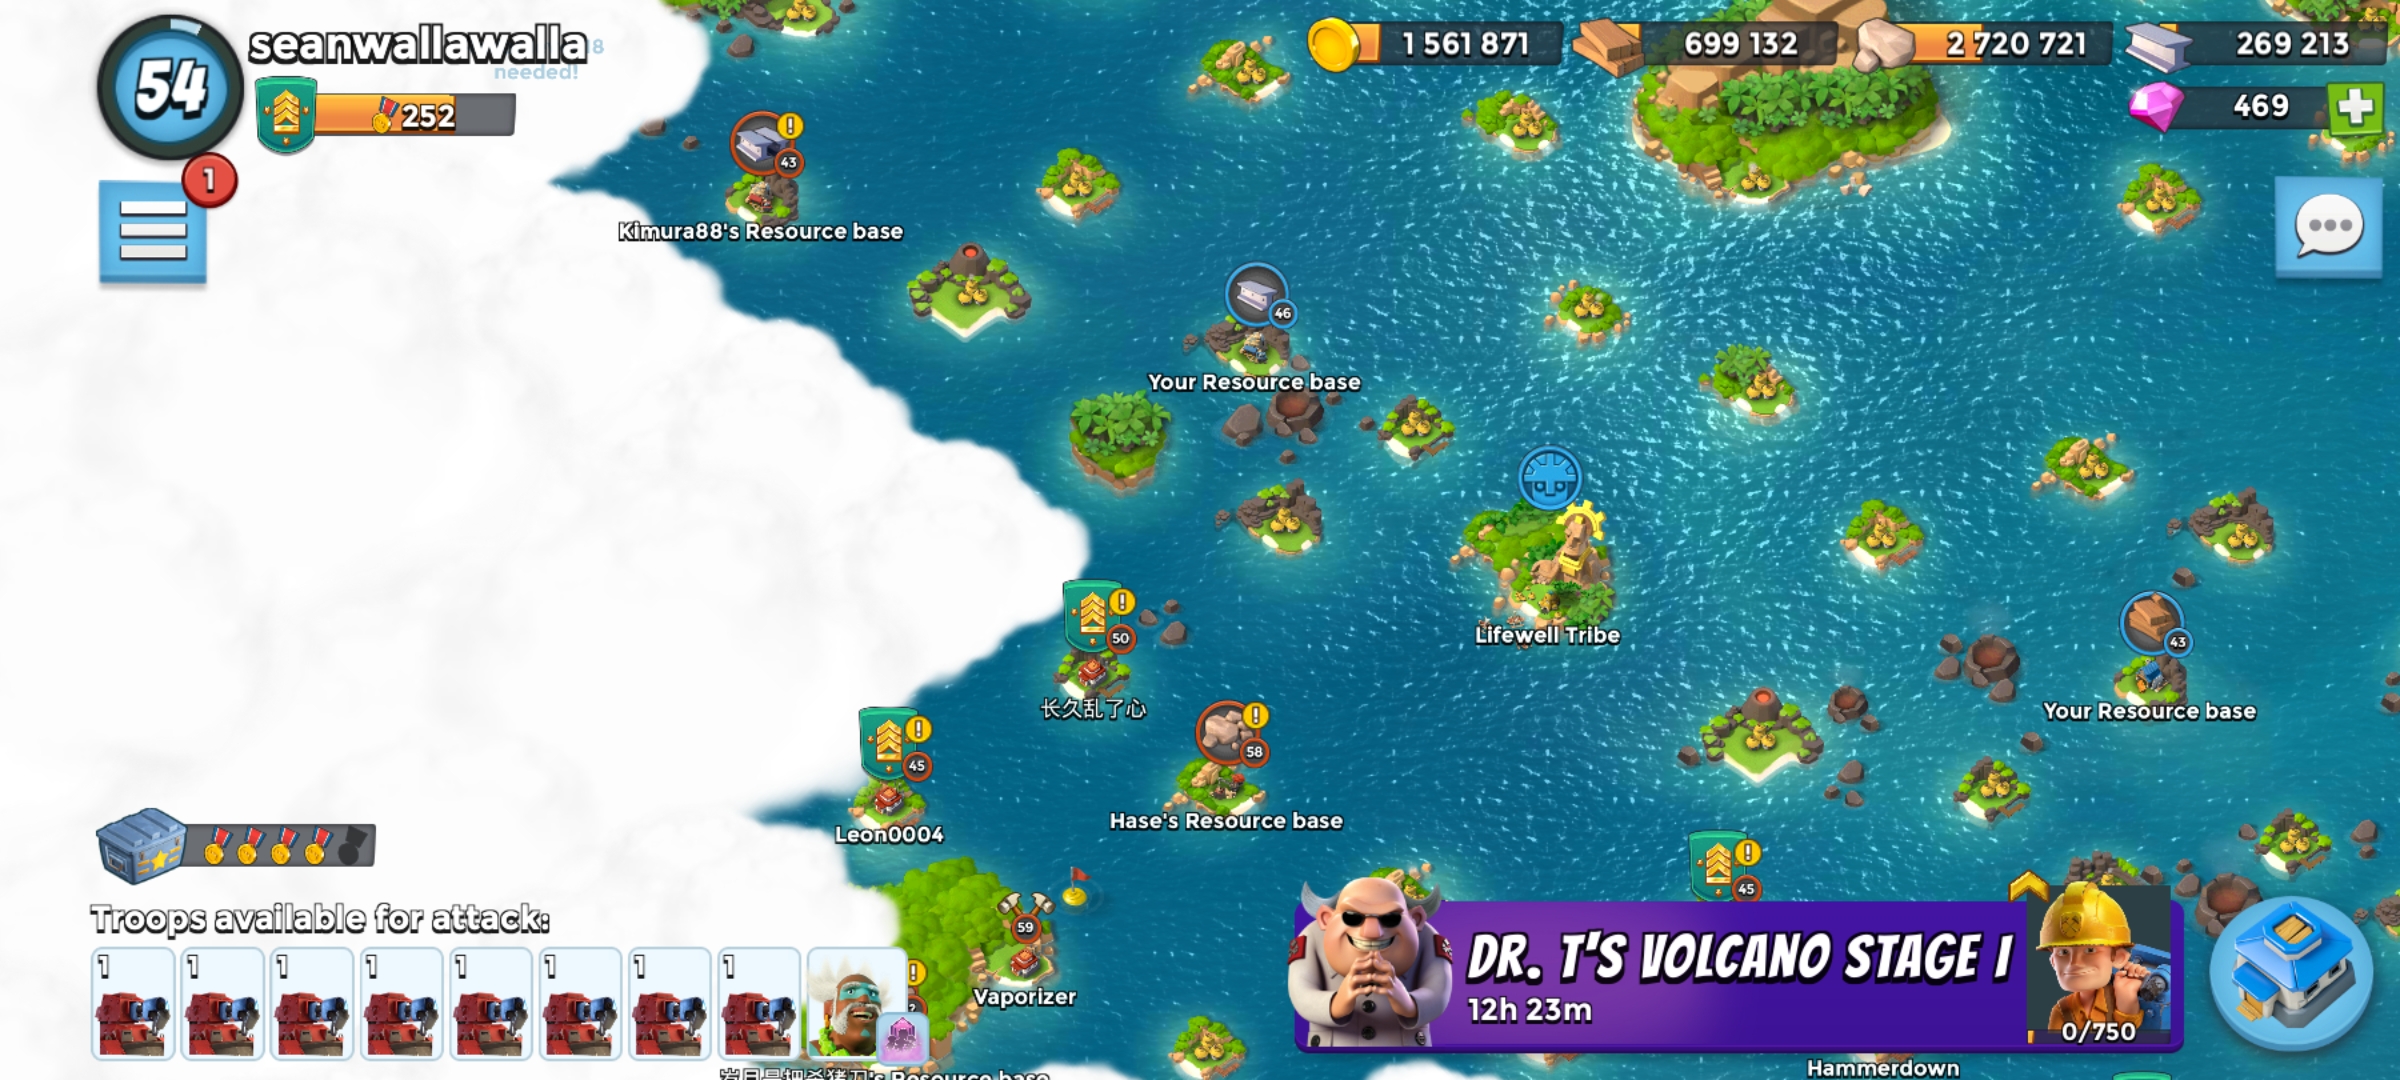 seanwallawalla
54
needed!
252
1
1 561 871
699 132
2 720 721
269 213
469
43
Kimura88's Resource base
46
Your Resource base
Lifewell Tribe
50
长久乱了心
43
Your Resource base
45
Leon0004
58
Hase's Resource base
45
59
Vaporizer
Troops available for attack:
1 1 1 1 1 1 1 1
DR. T'S VOLCANO STAGE I
12h 23m
0/750
Hammerdown
Resource base